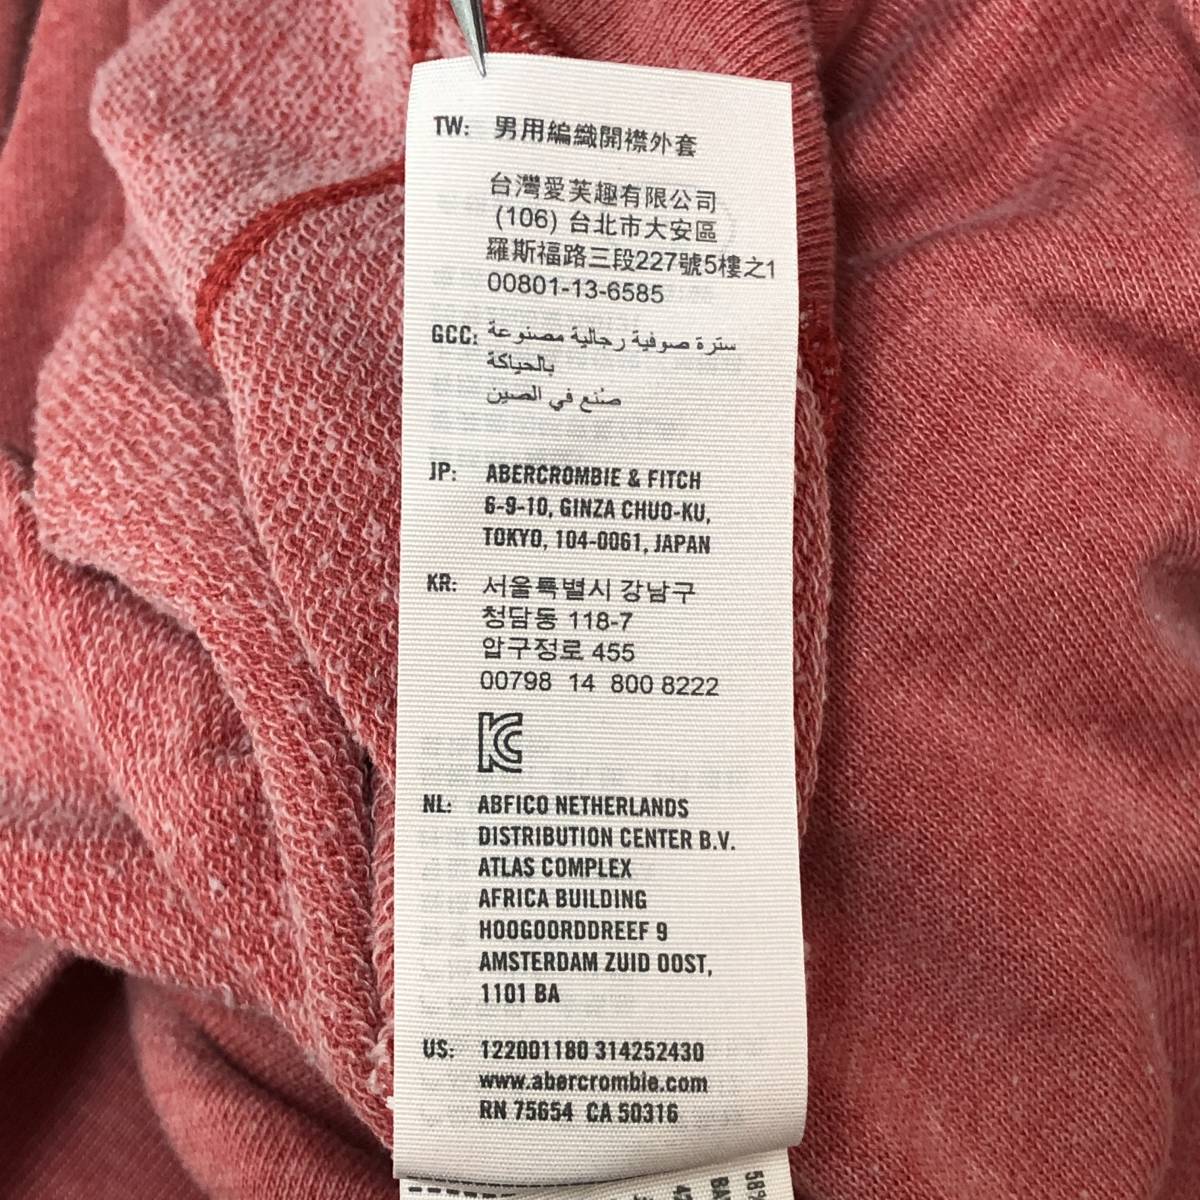 TW: 男用編織開襟外套
台灣愛芙趣有限公司
(106) 台北市大安區
羅斯福路三段227號5樓之1
00801-13-6585
GCC: سترة صوفية رجالية مصنوعة
بالحياكة
صُنع في الصين
JP: ABERCROMBIE & FITCH
6-9-10, GINZA CHUO-KU,
TOKYO, 104-0061, JAPAN
KR: 서울특별시 강남구
청담동 118-7
압구정로 455
00798 14 800 8222
NL: ABFICO NETHERLANDS
DISTRIBUTION CENTER B.V.
ATLAS COMPLEX
AFRICA BUILDING
HOOGOORDDREEF 9
AMSTERDAM ZUID OOST,
1101 BA
US: 122001180 314252430
www.abercrombie.com
RN 75654 CA 50316